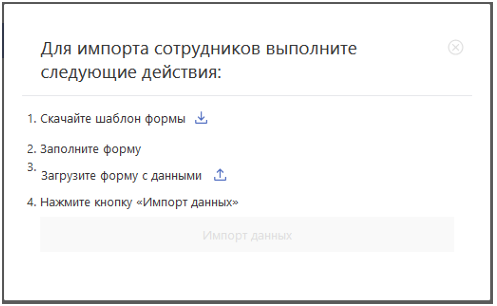 Для импорта сотрудников выполните
следующие действия:
1. Скачайте шаблон формы
2. Заполните форму
3.
Загрузите форму с данными
4. Нажмите кнопку «Импорт данных»
Импорт данных